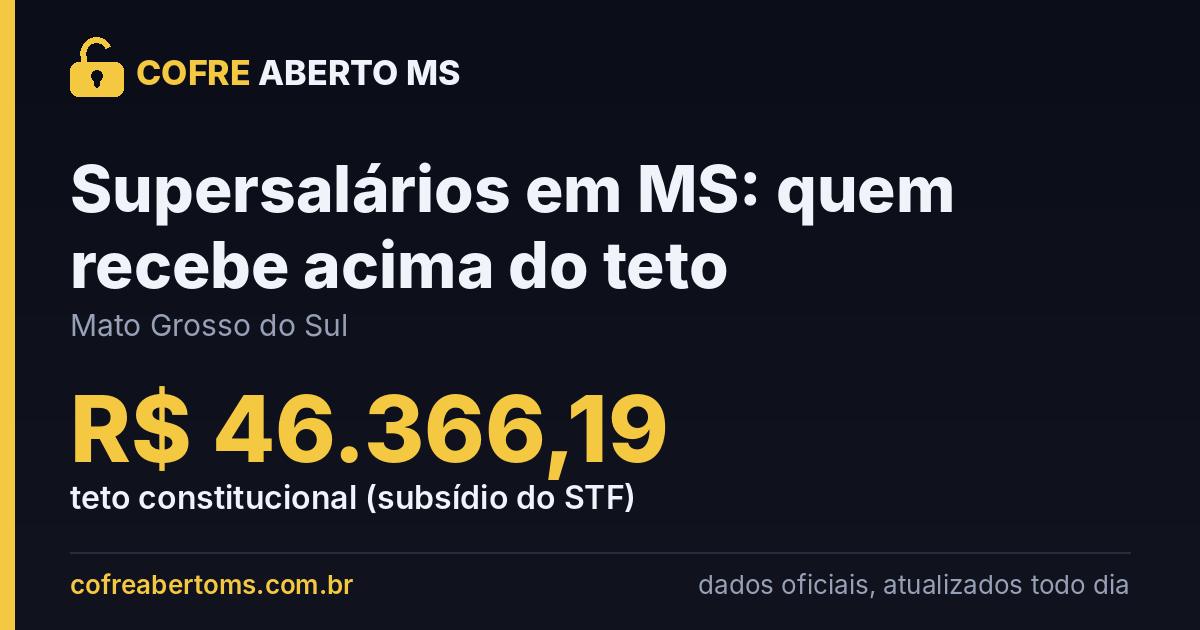 COFRE ABERTO MS
Supersalários em MS: quem
recebe acima do teto
Mato Grosso do Sul
R$ 46.366,19
teto constitucional (subsídio do STF)
cofreabertoms.com.br
dados oficiais, atualizados todo dia